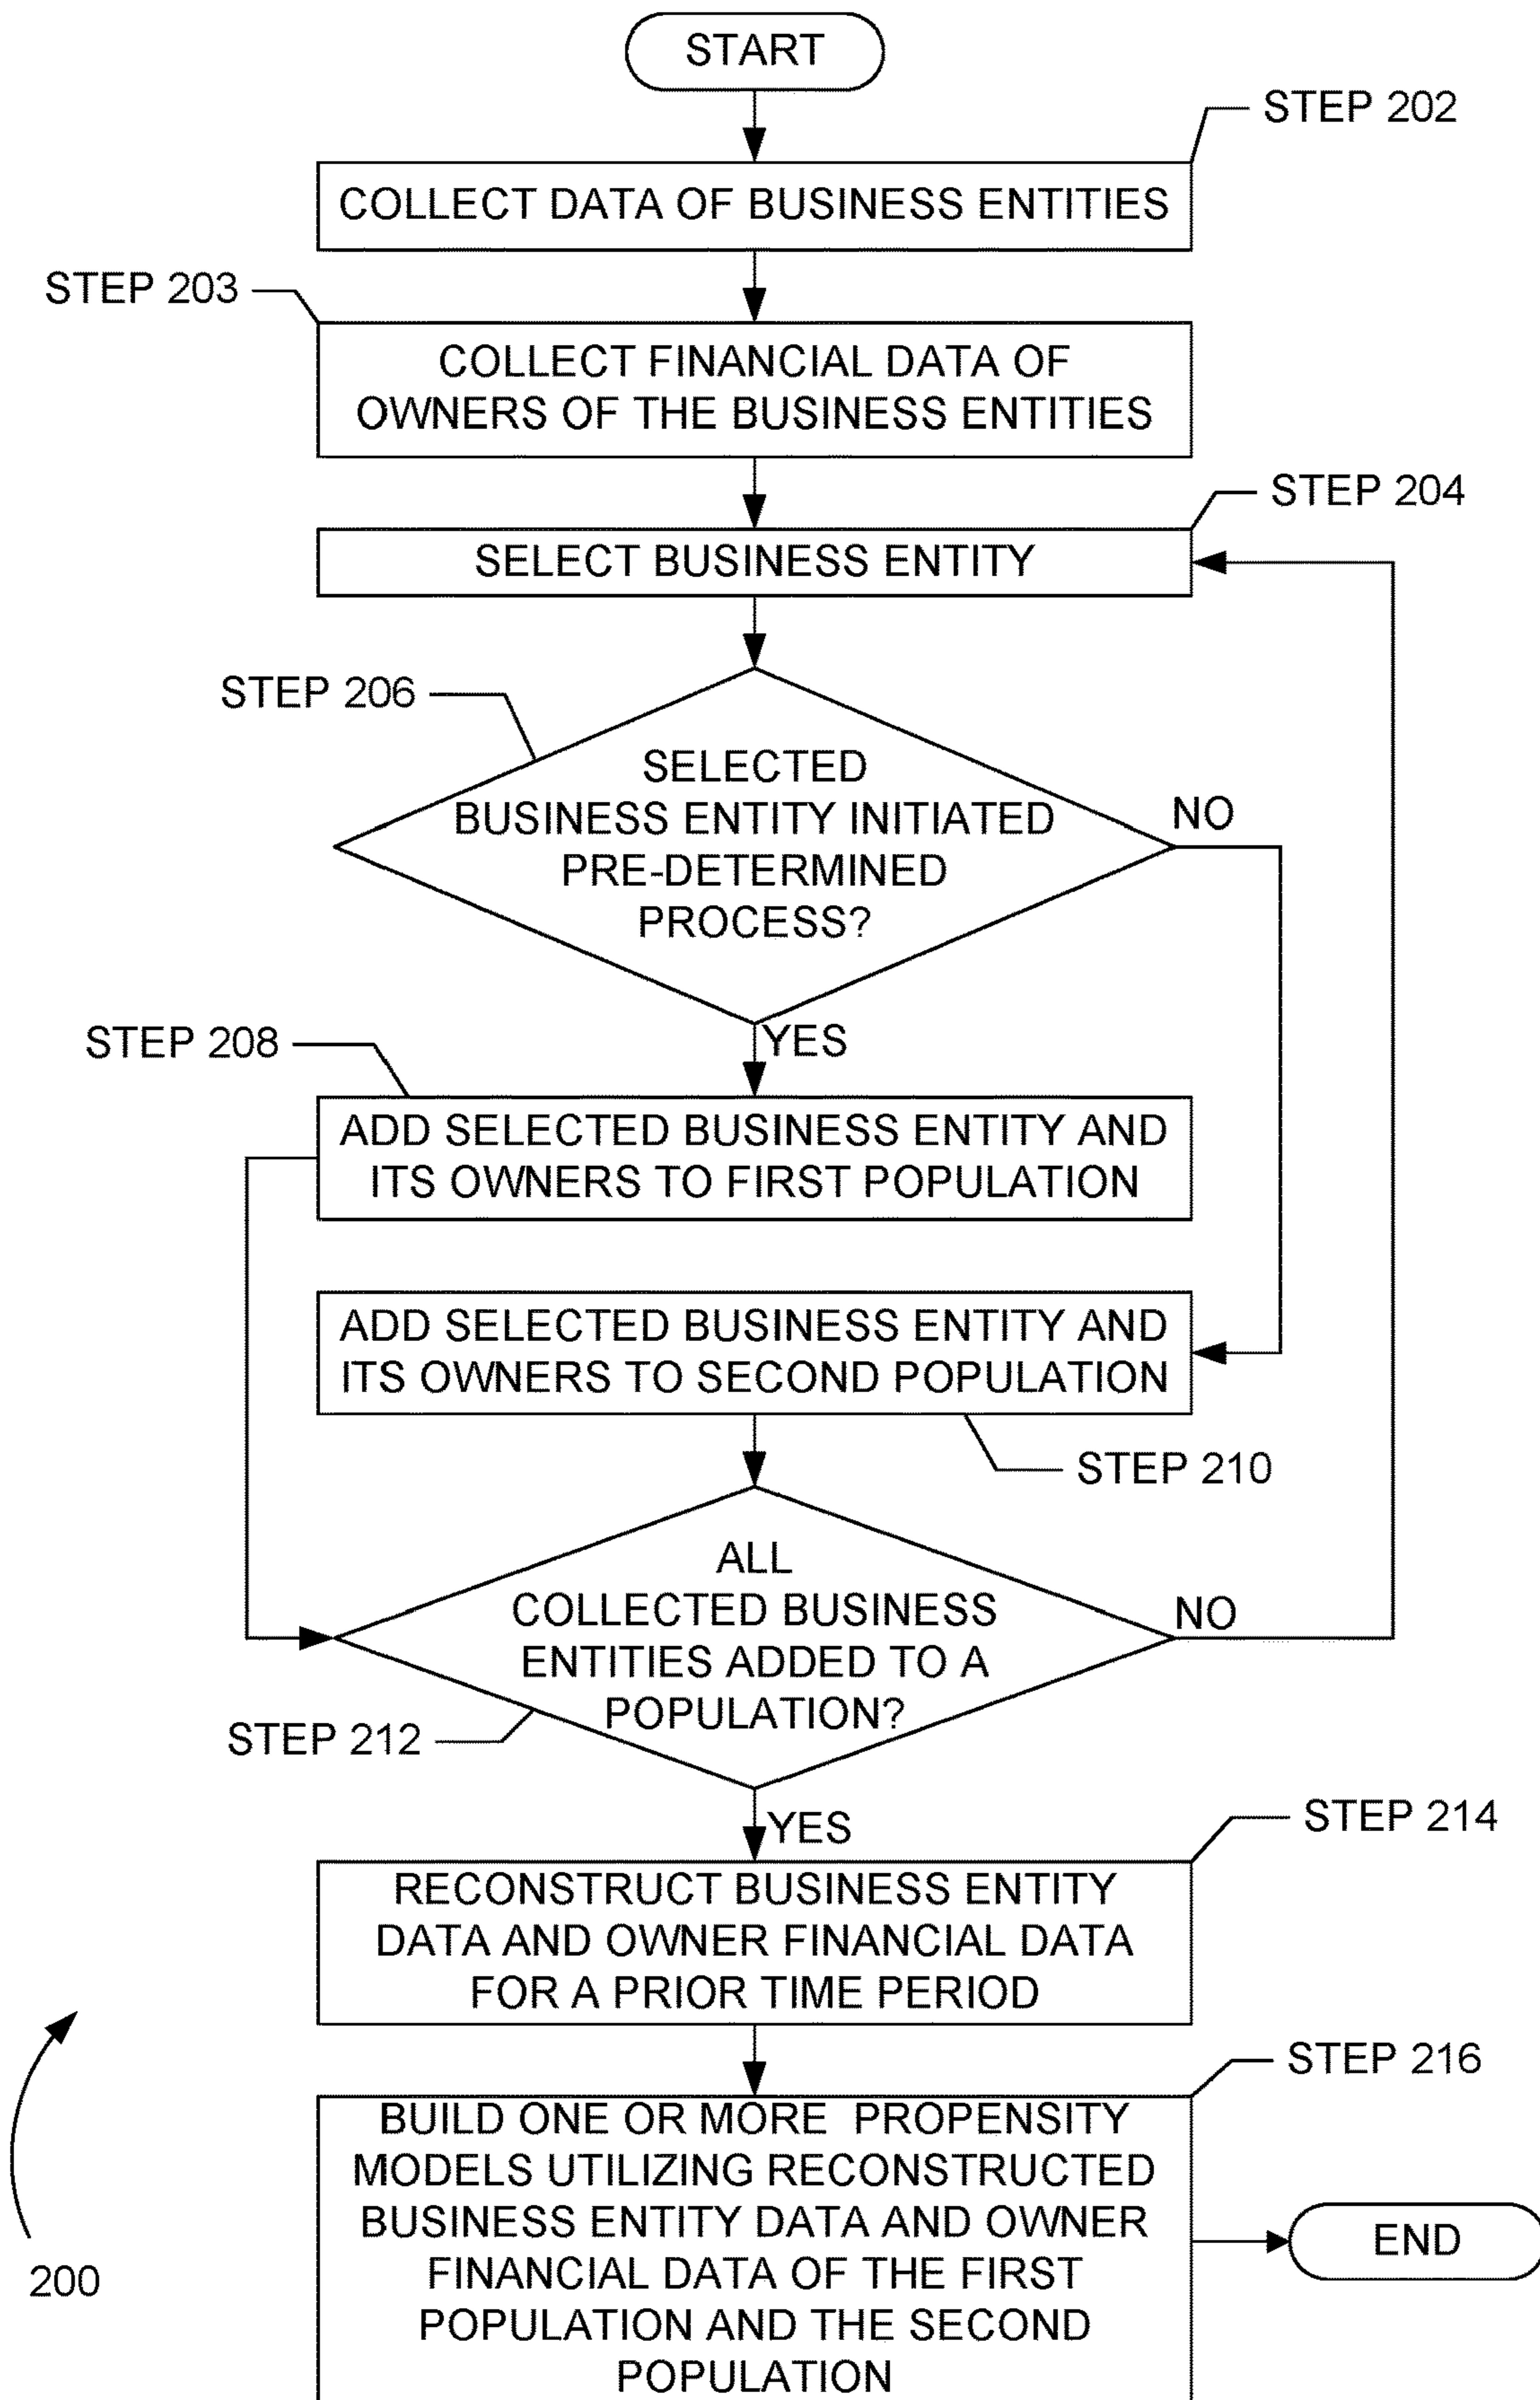 START
STEP 202
COLLECT DATA OF BUSINESS ENTITIES
STEP 203
COLLECT FINANCIAL DATA OF
OWNERS OF THE BUSINESS ENTITIES
STEP 204
SELECT BUSINESS ENTITY
STEP 206
SELECTED
BUSINESS ENTITY INITIATED
PRE-DETERMINED
PROCESS?
NO
YES
STEP 208
ADD SELECTED BUSINESS ENTITY AND
ITS OWNERS TO FIRST POPULATION
ADD SELECTED BUSINESS ENTITY AND
ITS OWNERS TO SECOND POPULATION
STEP 210
ALL
COLLECTED BUSINESS
ENTITIES ADDED TO A
POPULATION?
NO
STEP 212
YES
STEP 214
RECONSTRUCT BUSINESS ENTITY
DATA AND OWNER FINANCIAL DATA
FOR A PRIOR TIME PERIOD
STEP 216
BUILD ONE OR MORE PROPENSITY
MODELS UTILIZING RECONSTRUCTED
BUSINESS ENTITY DATA AND OWNER
FINANCIAL DATA OF THE FIRST
POPULATION AND THE SECOND
POPULATION
END
200